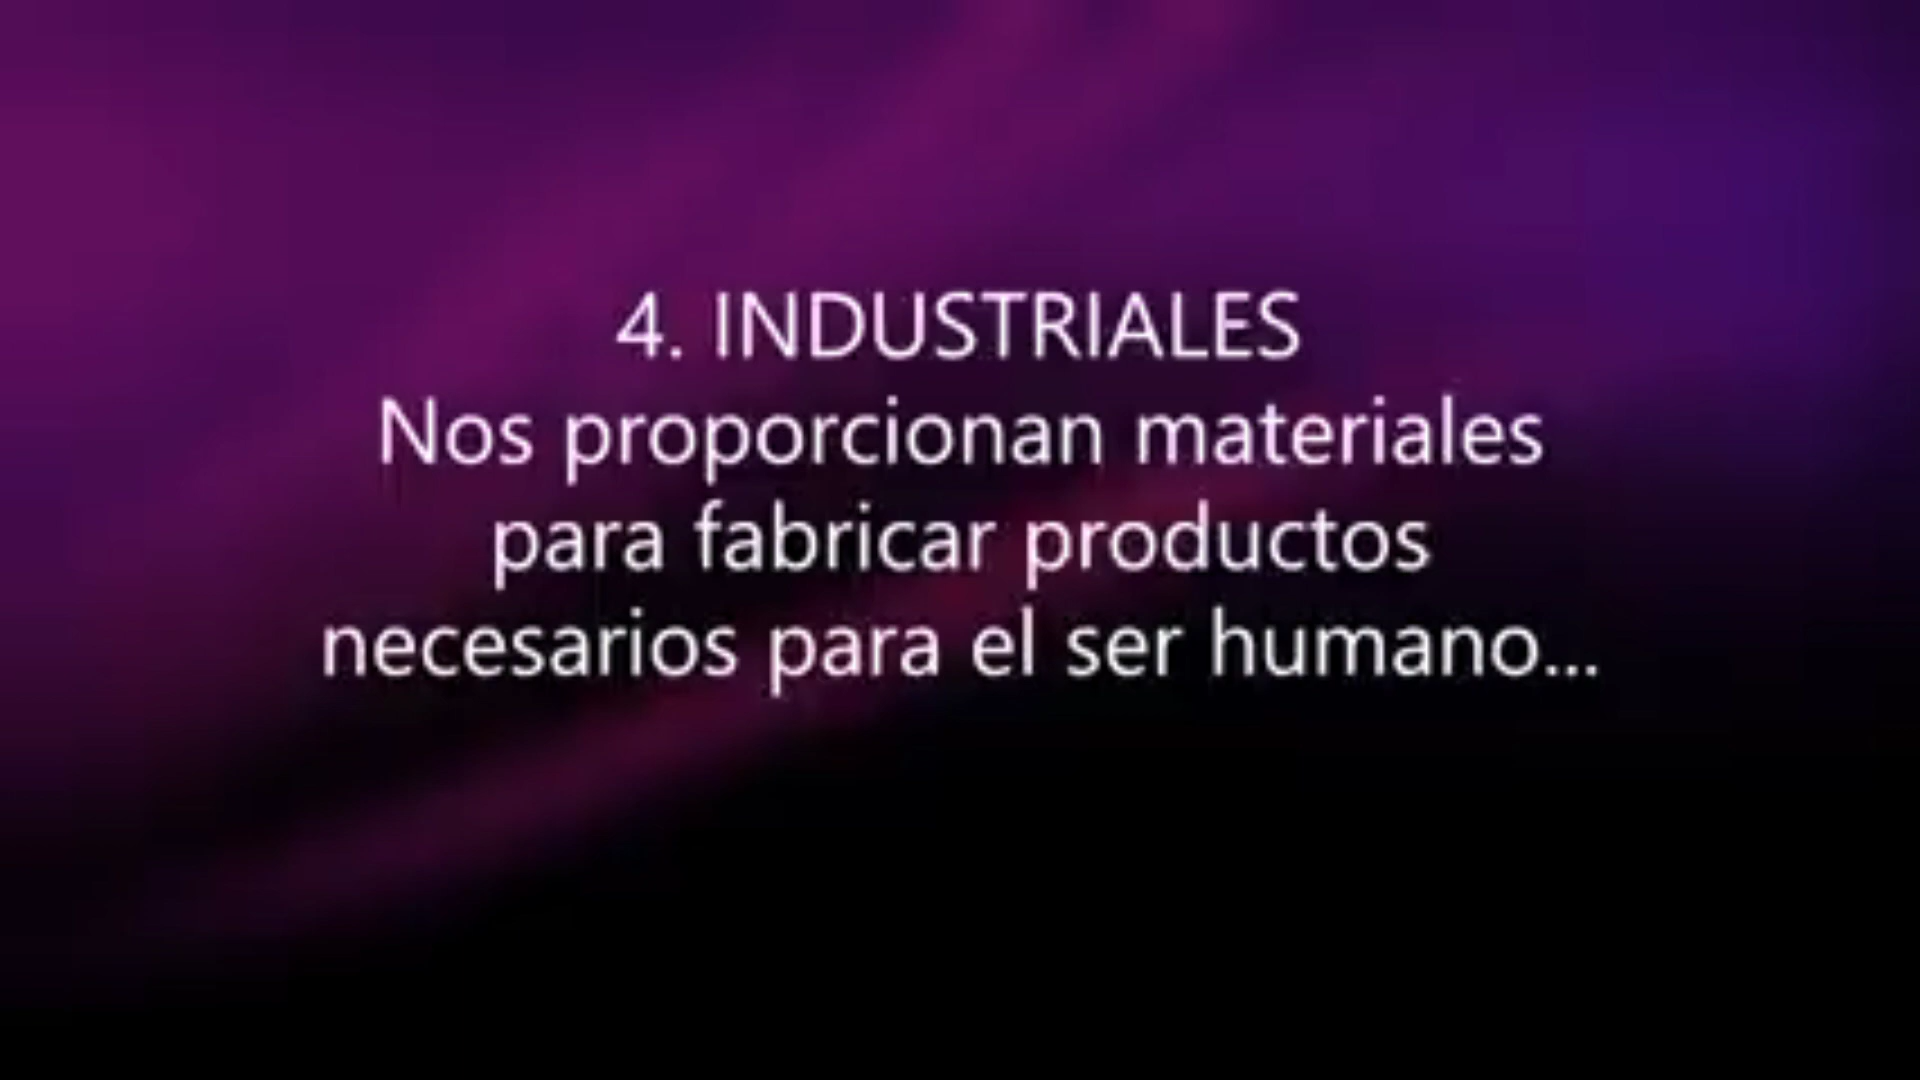 4. INDUSTRIALES
Nos proporcionan materiales
para fabricar productos
necesarios para el ser humano...